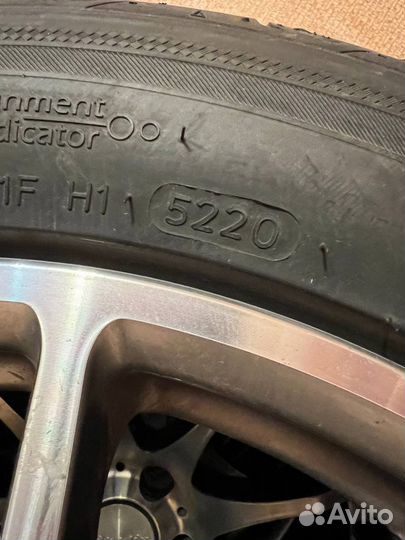 nment
dicator
1F H1 5220
Avito